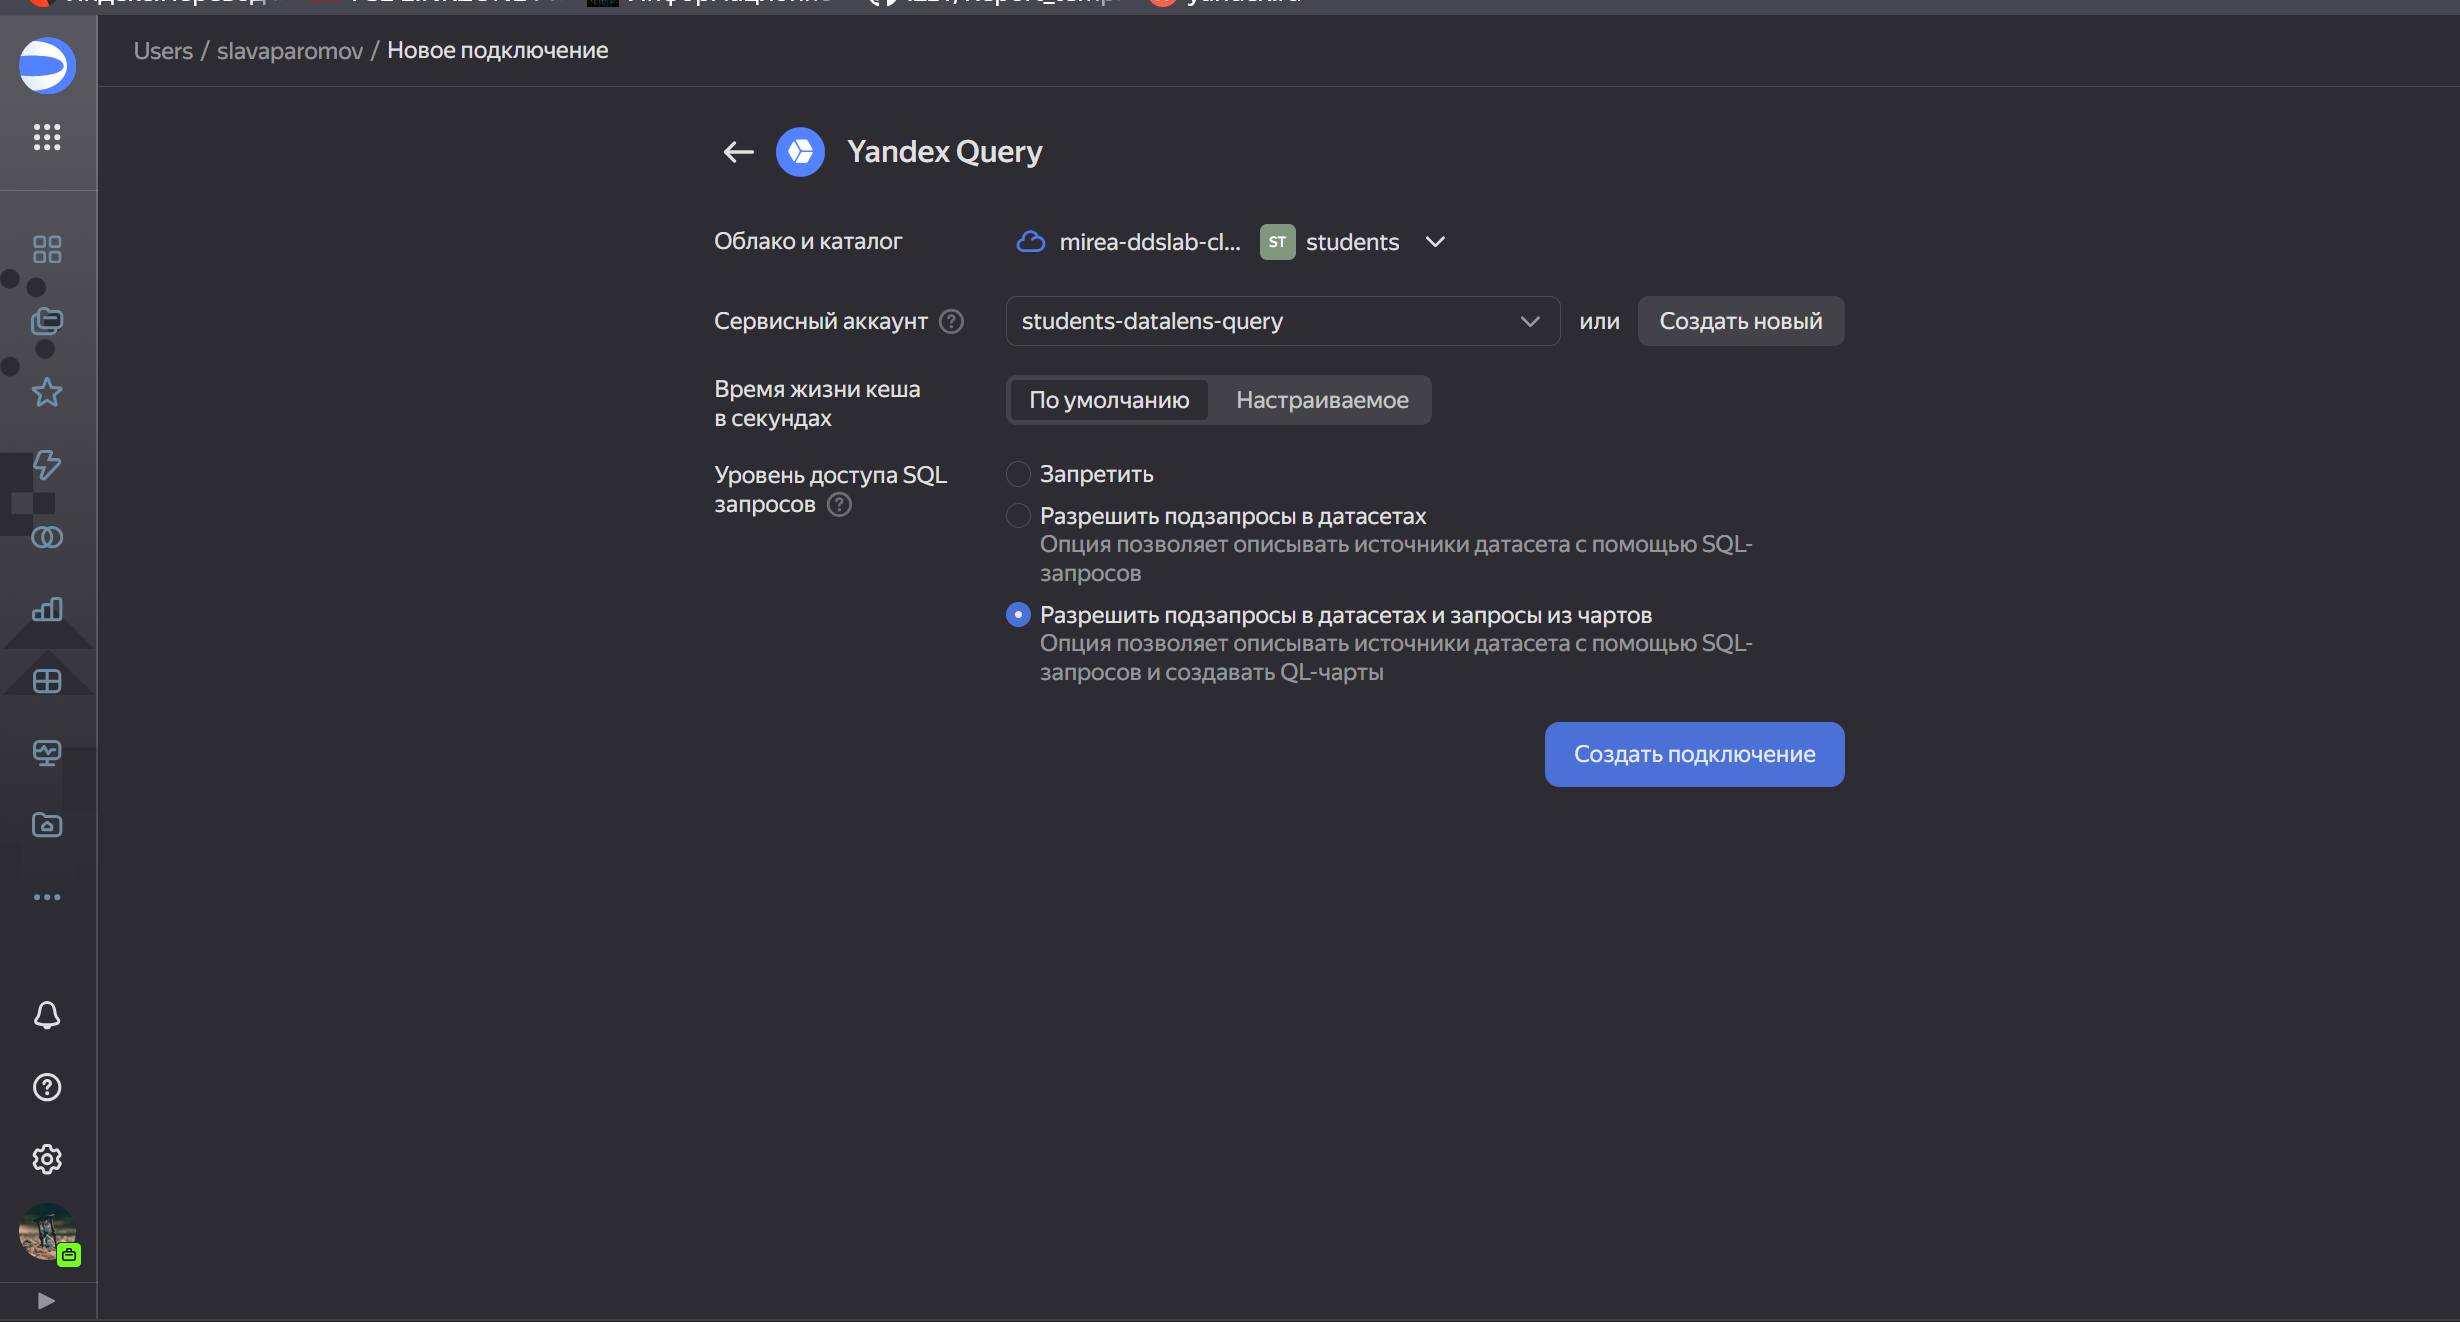 Users / slavaparomov / Новое подключение
Yandex Query
Облако и каталог
mirea-ddslab-cl...
ST
students
Сервисный аккаунт ?
students-datalens-query
или
Создать новый
Время жизни кеша
в секундах
По умолчанию
Настраиваемое
Уровень доступа SQL
запросов ?
Запретить
Разрешить подзапросы в датасетах
Опция позволяет описывать источники датасета с помощью SQL-
запросов
Разрешить подзапросы в датасетах и запросы из чартов
Опция позволяет описывать источники датасета с помощью SQL-
запросов и создавать QL-чарты
Создать подключение